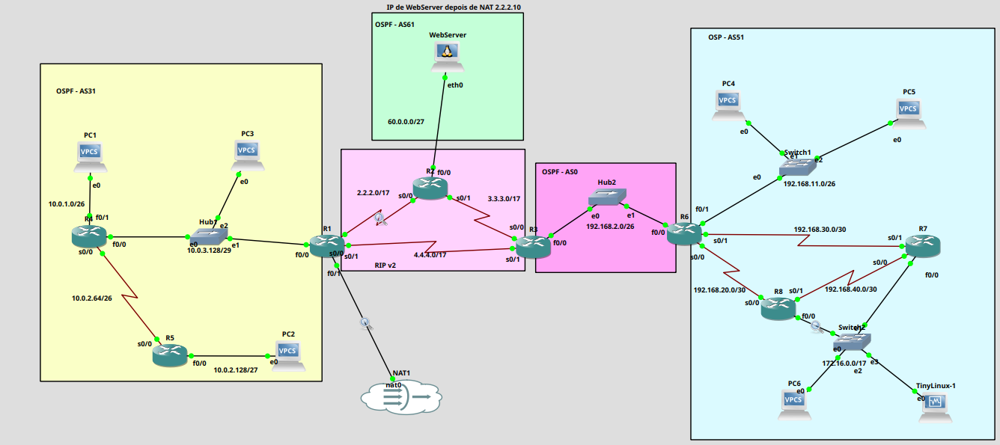 IP de WebServer depois de NAT 2.2.2.10
OSPF - AS61
WebServer
eth0
60.0.0.0/27
OSP - AS51
PC4
VPCS
e0
PC5
VPCS
e0
Switch1
e1
e2
e0
192.168.11.0/26
OSPF - AS31
PC1
VPCS
e0
10.0.1.0/26
PC3
VPCS
e0
R4
f0/1
f0/0
s0/0
Hub1
e2
e0
e1
10.0.3.128/29
R1
f0/0
s0/0
s0/1
f0/1
R2
f0/0
s0/0
s0/1
2.2.2.0/17
3.3.3.0/17
4.4.4.0/17
RIP v2
R3
s0/0
s0/1
f0/0
OSPF - AS0
Hub2
e0
e1
192.168.2.0/26
R6
f0/1
f0/0
s0/1
s0/0
192.168.30.0/30
R7
s0/1
s0/0
f0/0
192.168.20.0/30
192.168.40.0/30
R8
s0/1
s0/0
f0/0
10.0.2.64/26
R5
s0/0
f0/0
10.0.2.128/27
PC2
VPCS
e0
NAT1
nat0
Switch2
e0
172.16.0.0/17
e3
e2
PC6
VPCS
e0
TinyLinux-1
e0